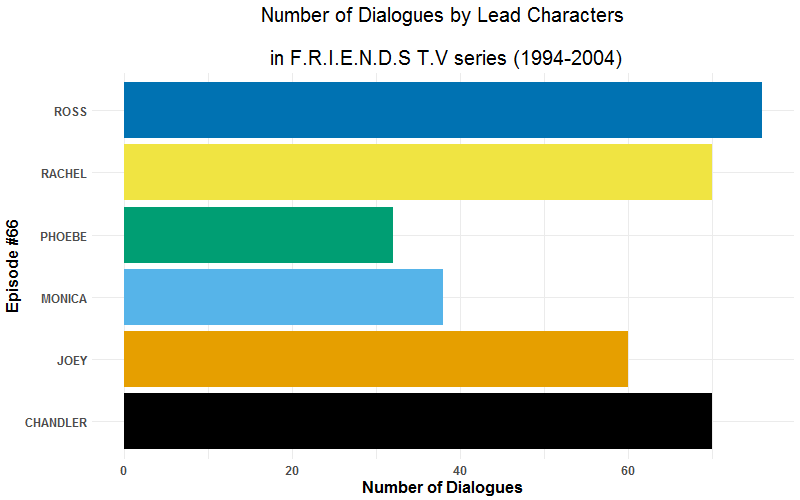 Number of Dialogues by Lead Characters
in F.R.I.E.N.D.S T.V series (1994-2004)
Episode #66
ROSS
RACHEL
PHOEBE
MONICA
JOEY
CHANDLER
0 20 40 60
Number of Dialogues